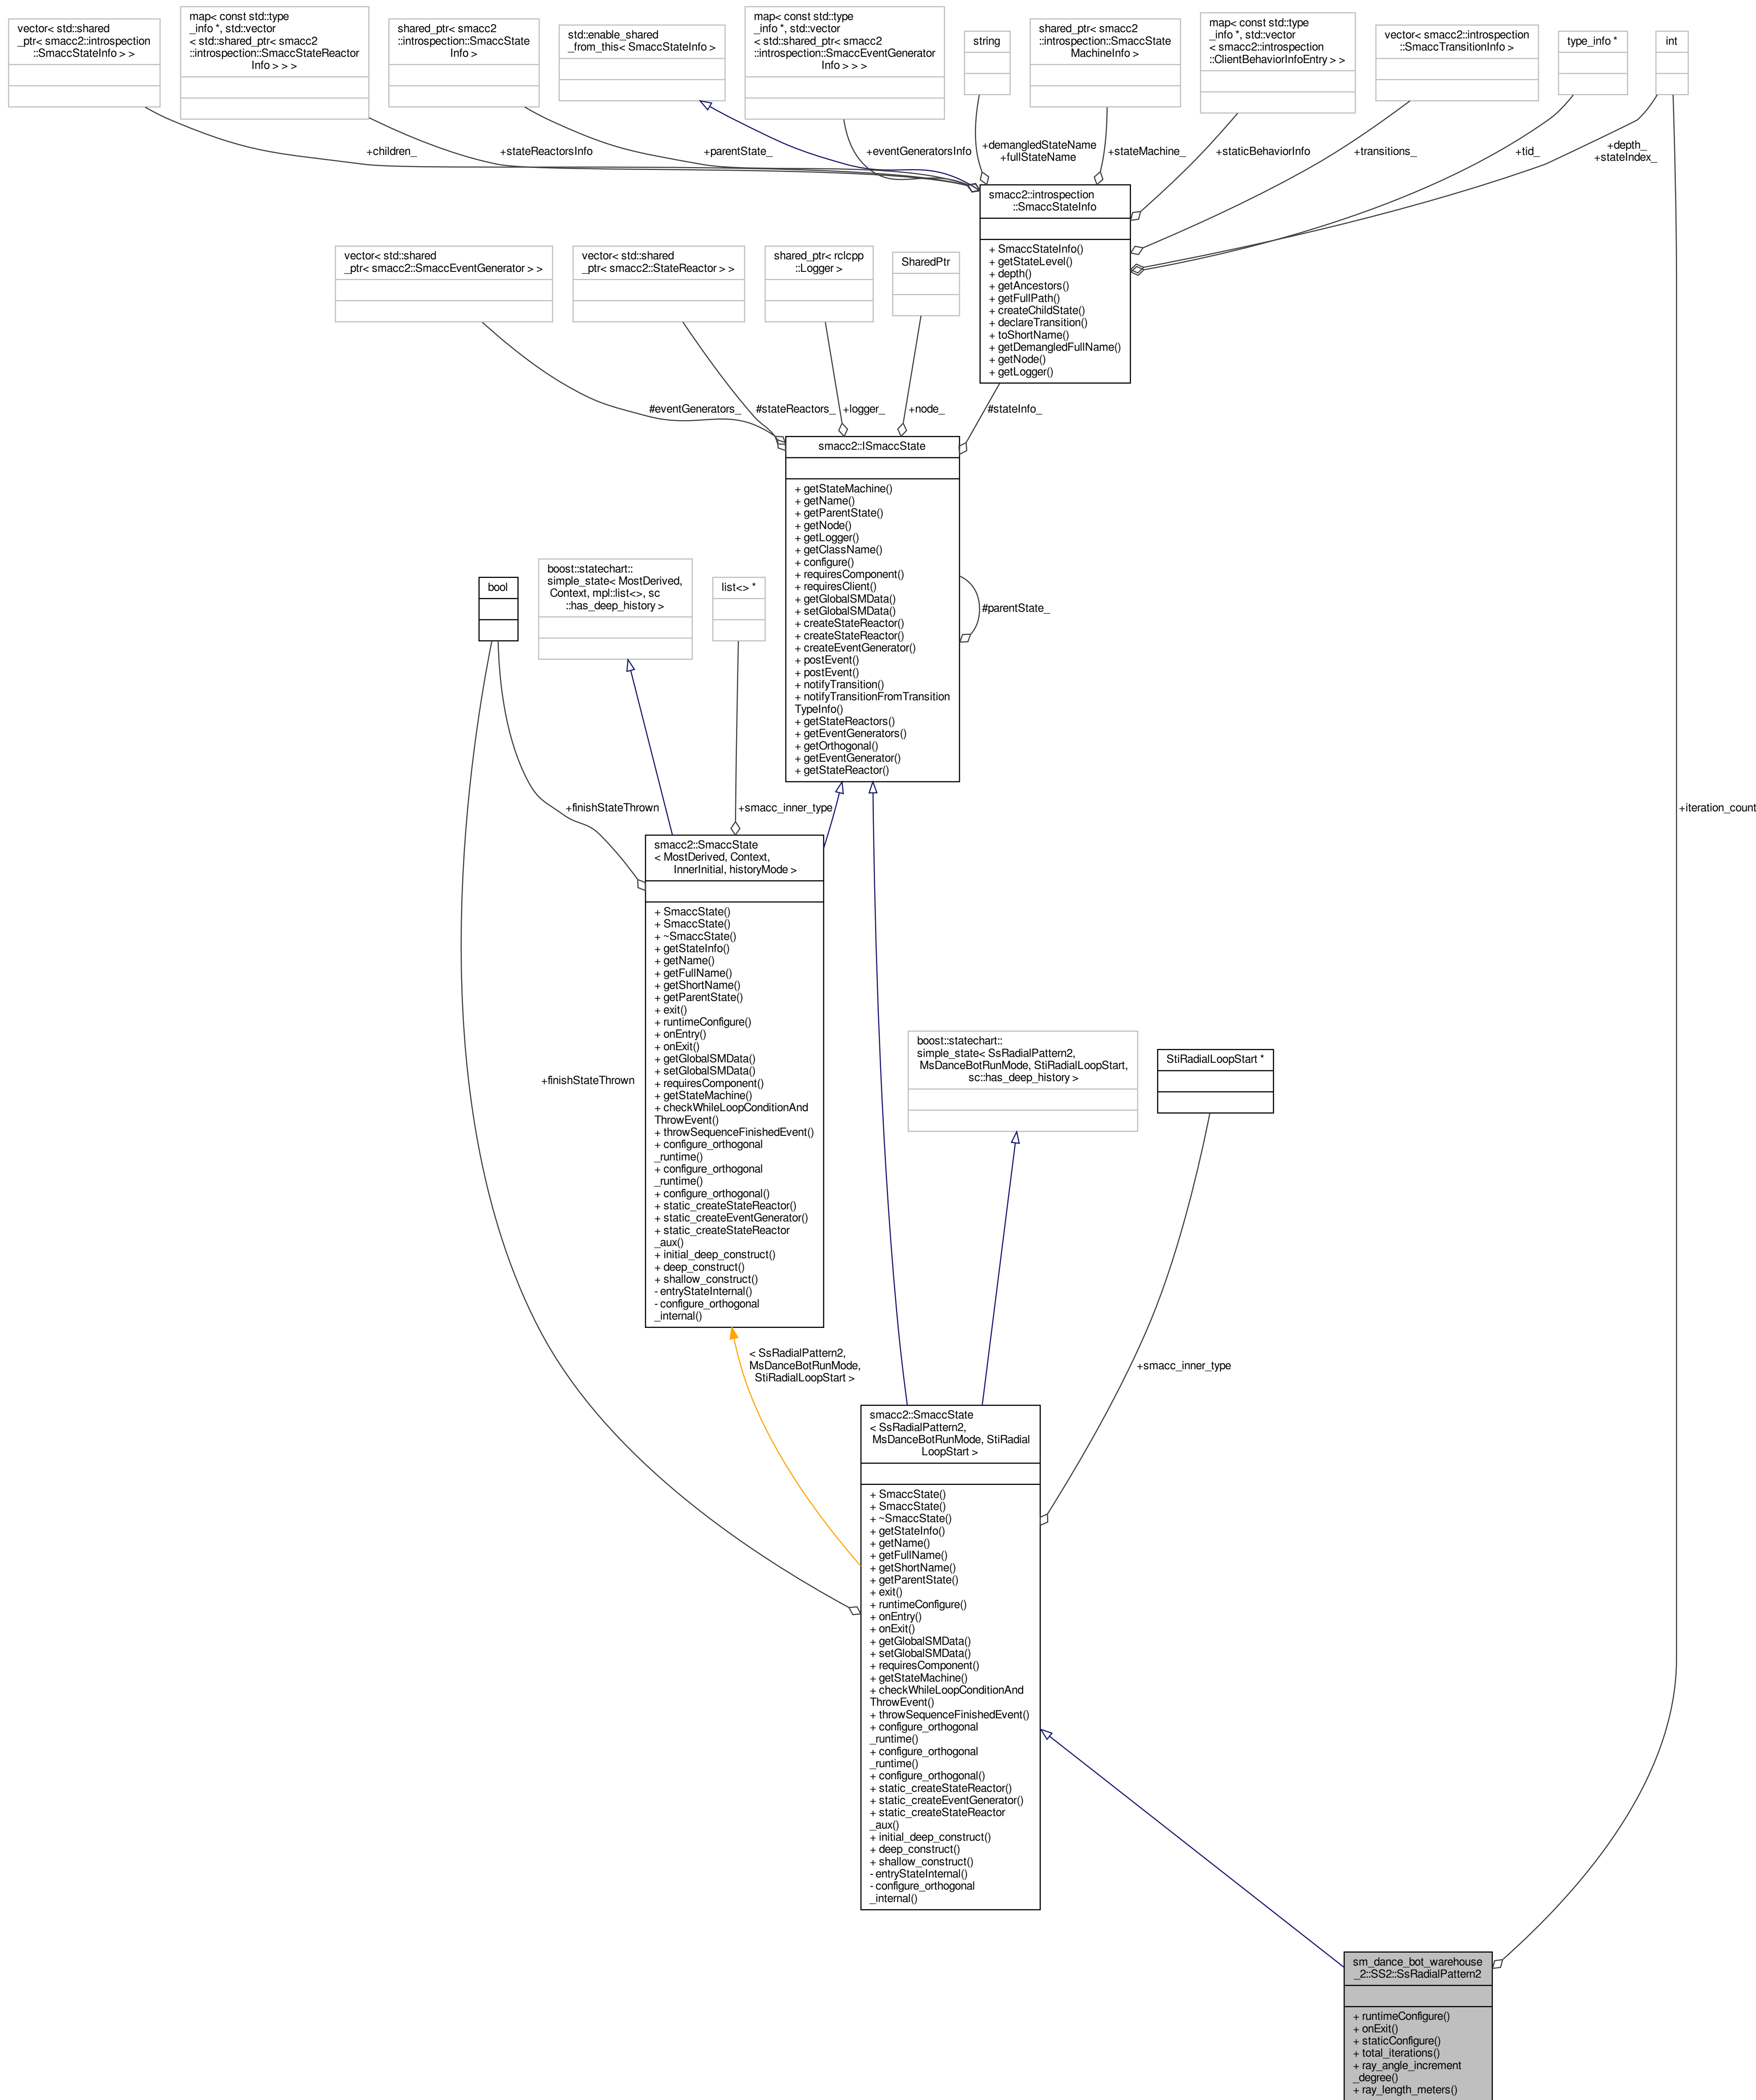 vector< std::shared
_ptr< smacc2::introspection
::SmaccStateInfo > >
map< const std::type
_info *, std::vector
< std::shared_ptr< smacc2
::introspection::SmaccStateReactor
Info > > >
shared_ptr< smacc2
::introspection::SmaccState
Info >
std::enable_shared
_from_this< SmaccStateInfo >
map< const std::type
_info *, std::vector
< std::shared_ptr< smacc2
::introspection::SmaccEventGenerator
Info > > >
string
shared_ptr< smacc2
::introspection::SmaccState
MachineInfo >
map< const std::type
_info *, std::vector
< smacc2::introspection
::ClientBehaviorInfoEntry > >
vector< smacc2::introspection
::SmaccTransitionInfo >
type_info *
int
+children_
+stateReactorsInfo
+parentState_
+eventGeneratorsInfo
+demangledStateName
+fullStateName
+stateMachine_
+staticBehaviorInfo
+transitions_
+tid_
+depth_
+stateIndex_
smacc2::introspection
::SmaccStateInfo
+ SmaccStateInfo()
+ getStateLevel()
+ depth()
+ getAncestors()
+ getFullPath()
+ createChildState()
+ declareTransition()
+ toShortName()
+ getDemangledFullName()
+ getNode()
+ getLogger()
vector< std::shared
_ptr< smacc2::SmaccEventGenerator > >
vector< std::shared
_ptr< smacc2::StateReactor > >
shared_ptr< rclcpp
::Logger >
SharedPtr
#eventGenerators_
#stateReactors_
+logger_
+node_
#stateInfo_
smacc2::ISmaccState
+ getStateMachine()
+ getName()
+ getParentState()
+ getNode()
+ getLogger()
+ getClassName()
+ configure()
+ requiresComponent()
+ requiresClient()
+ getGlobalSMData()
+ setGlobalSMData()
+ createStateReactor()
+ createStateReactor()
+ createEventGenerator()
+ postEvent()
+ postEvent()
+ notifyTransition()
+ notifyTransitionFromTransition
TypeInfo()
+ getStateReactors()
+ getEventGenerators()
+ getOrthogonal()
+ getEventGenerator()
+ getStateReactor()
#parentState_
bool
boost::statechart::
simple_state< MostDerived,
Context, mpl::list<>, sc
::has_deep_history >
list<> *
+finishStateThrown
+smacc_inner_type
+iteration_count
smacc2::SmaccState
< MostDerived, Context,
InnerInitial, historyMode >
+ SmaccState()
+ SmaccState()
+ ~SmaccState()
+ getStateInfo()
+ getName()
+ getFullName()
+ getShortName()
+ getParentState()
+ exit()
+ runtimeConfigure()
+ onEntry()
+ onExit()
+ getGlobalSMData()
+ setGlobalSMData()
+ requiresComponent()
+ getStateMachine()
+ checkWhileLoopConditionAnd
ThrowEvent()
+ throwSequenceFinishedEvent()
+ configure_orthogonal
_runtime()
+ configure_orthogonal
_runtime()
+ configure_orthogonal()
+ static_createStateReactor()
+ static_createEventGenerator()
+ static_createStateReactor
_aux()
+ initial_deep_construct()
+ deep_construct()
+ shallow_construct()
- entryStateInternal()
- configure_orthogonal
_internal()
+finishStateThrown
boost::statechart::
simple_state< SsRadialPattern2,
MsDanceBotRunMode, StiRadialLoopStart,
sc::has_deep_history >
StiRadialLoopStart *
< SsRadialPattern2,
MsDanceBotRunMode,
StiRadialLoopStart >
+smacc_inner_type
smacc2::SmaccState
< SsRadialPattern2,
MsDanceBotRunMode, StiRadial
LoopStart >
+ SmaccState()
+ SmaccState()
+ ~SmaccState()
+ getStateInfo()
+ getName()
+ getFullName()
+ getShortName()
+ getParentState()
+ exit()
+ runtimeConfigure()
+ onEntry()
+ onExit()
+ getGlobalSMData()
+ setGlobalSMData()
+ requiresComponent()
+ getStateMachine()
+ checkWhileLoopConditionAnd
ThrowEvent()
+ throwSequenceFinishedEvent()
+ configure_orthogonal
_runtime()
+ configure_orthogonal
_runtime()
+ configure_orthogonal()
+ static_createStateReactor()
+ static_createEventGenerator()
+ static_createStateReactor
_aux()
+ initial_deep_construct()
+ deep_construct()
+ shallow_construct()
- entryStateInternal()
- configure_orthogonal
_internal()
sm_dance_bot_warehouse
_2::SS2::SsRadialPattern2
+ runtimeConfigure()
+ onExit()
+ staticConfigure()
+ total_iterations()
+ ray_angle_increment
_degree()
+ ray_length_meters()